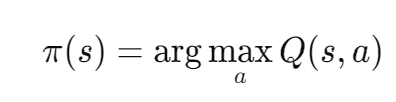 π(s) = arg max_a Q(s, a)